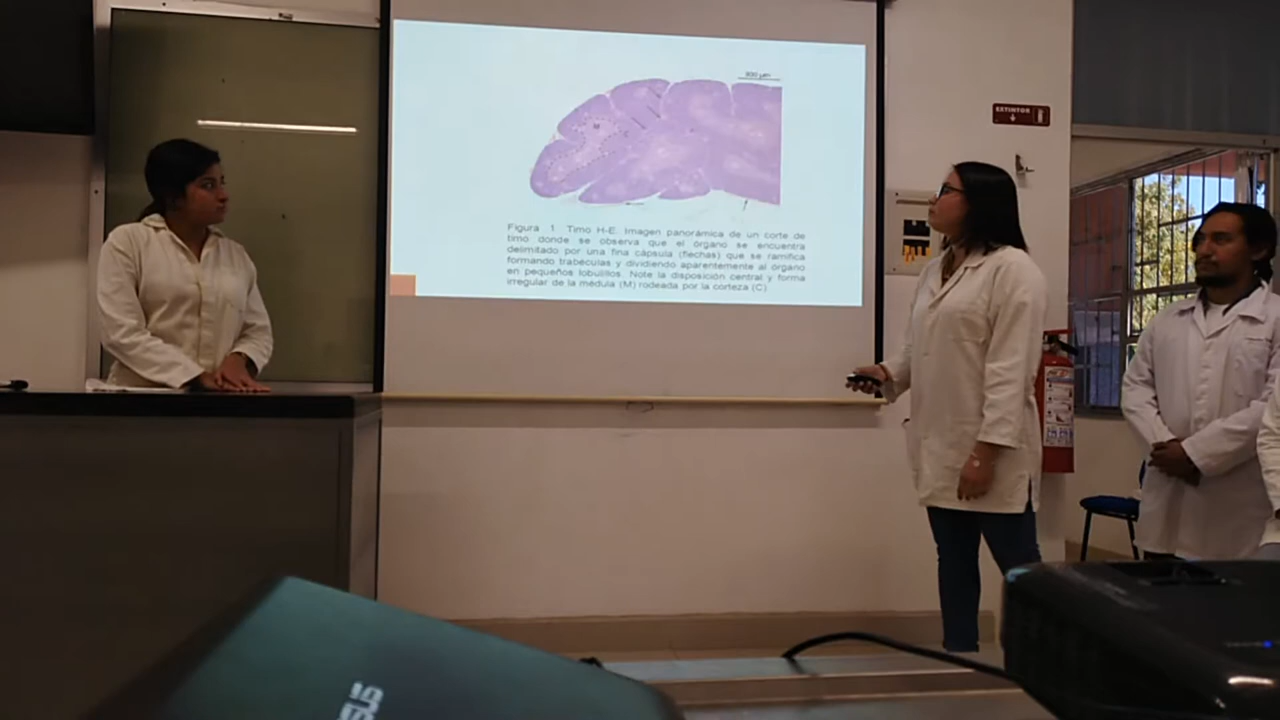 800 µm
M
Figura 1. Timo H-E. Imagen panorámica de un corte de
timo donde se observa que el órgano se encuentra
delimitado por una fina cápsula (flechas) que se ramifica
formando trabéculas y dividiendo aparentemente al órgano
en pequeños lobulillos. Note la disposición central y forma
irregular de la médula (M) rodeada por la corteza (C)
EXTINTOR